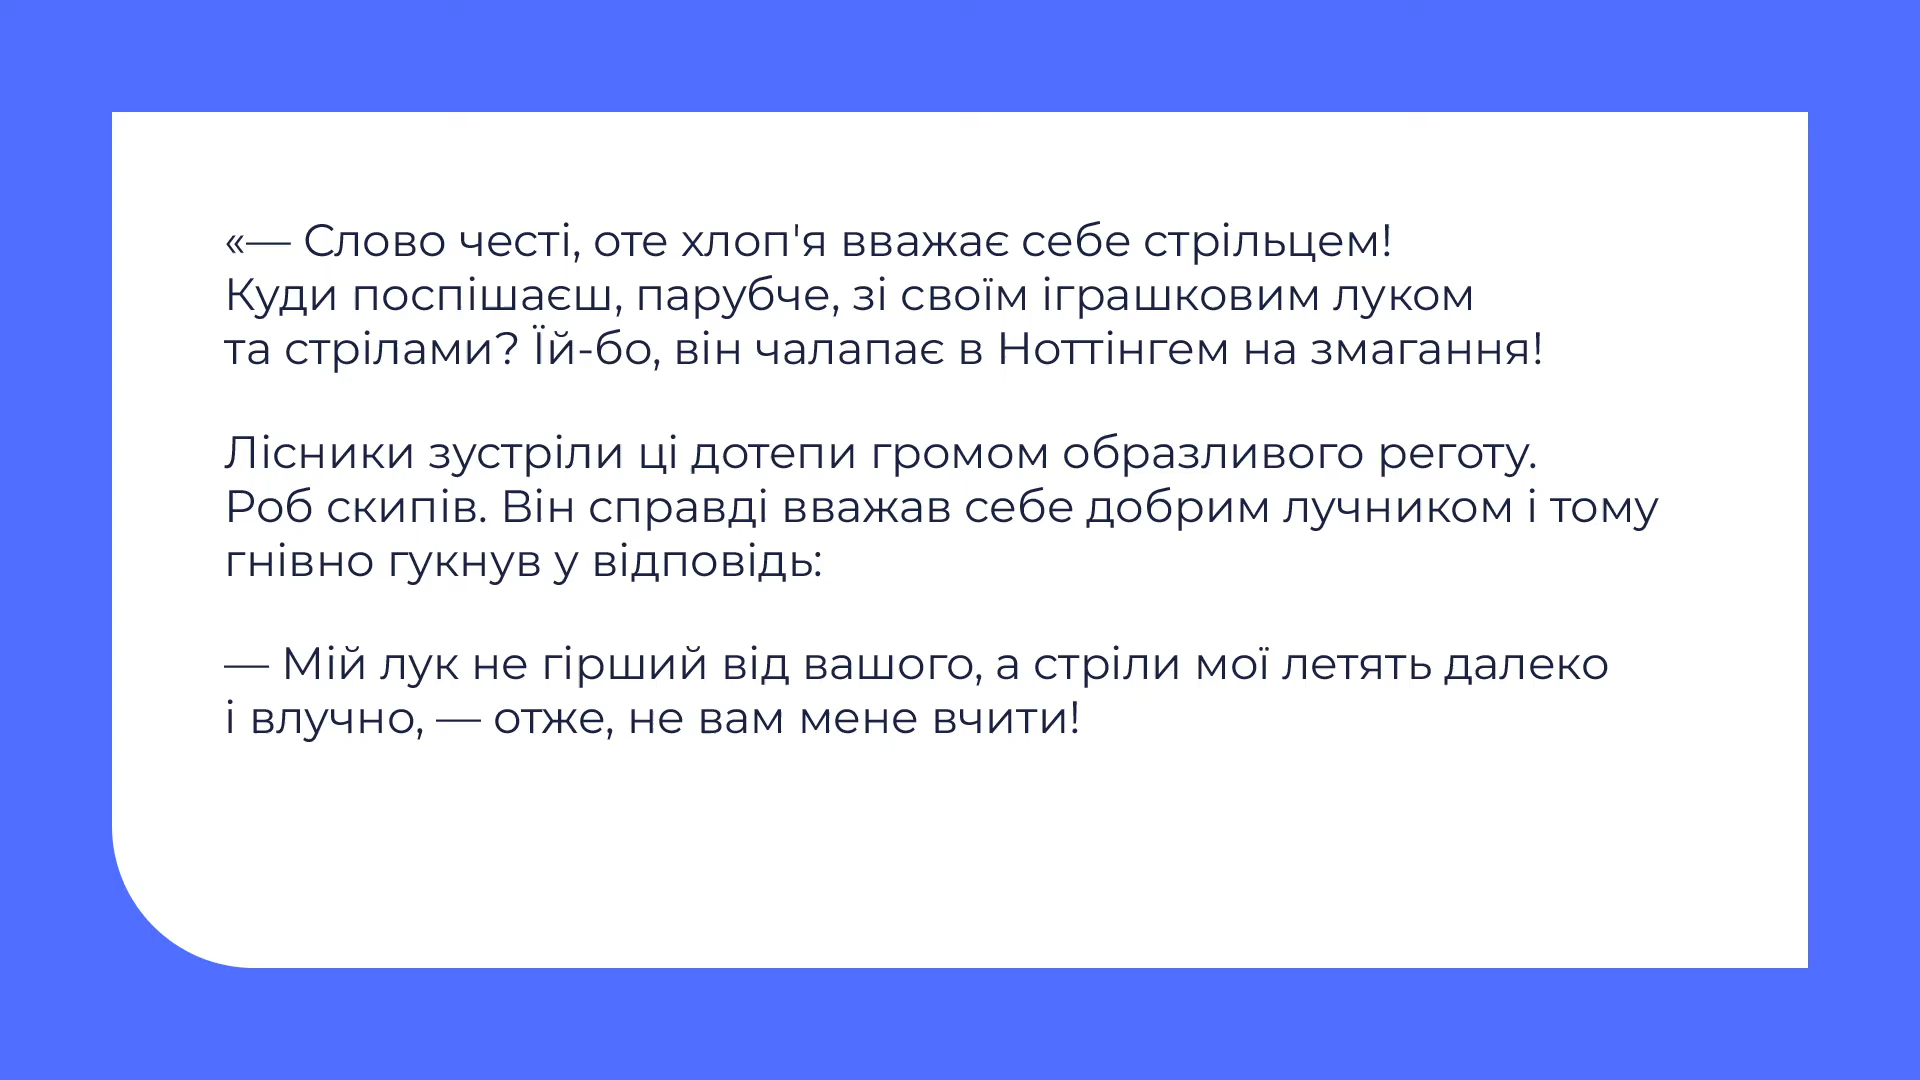 «— Слово честі, оте хлоп'я вважає себе стрільцем!
Куди поспішаєш, парубче, зі своїм іграшковим луком
та стрілами? Їй-бо, він чалапає в Ноттінгем на змагання!
Лісники зустріли ці дотепи громом образливого реготу.
Роб скипів. Він справді вважав себе добрим лучником і тому
гнівно гукнув у відповідь:
— Мій лук не гірший від вашого, а стріли мої летять далеко
і влучно, — отже, не вам мене вчити!